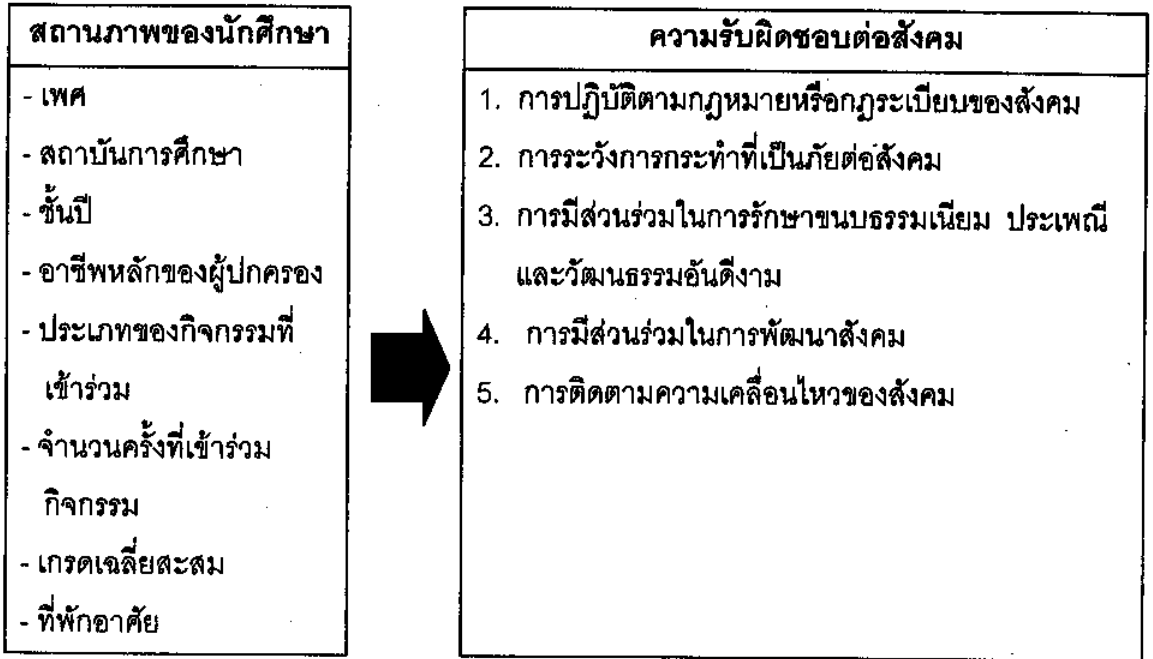 สถานภาพของนักศึกษา
- เพศ
- สถาบันการศึกษา
- ชั้นปี
- อาชีพหลักของผู้ปกครอง
- ประเภทของกิจกรรมที่
เข้าร่วม
- จำนวนครั้งที่เข้าร่วม
กิจกรรม
- เกรดเฉลี่ยสะสม
- ที่พักอาศัย
ความรับผิดชอบต่อสังคม
1. การปฏิบัติตามกฎหมายหรือกฎระเบียบของสังคม
2. การระวังการกระทำที่เป็นภัยต่อสังคม
3. การมีส่วนร่วมในการรักษาขนบธรรมเนียม ประเพณี
และวัฒนธรรมอันดีงาม
4. การมีส่วนร่วมในการพัฒนาสังคม
5. การติดตามความเคลื่อนไหวของสังคม